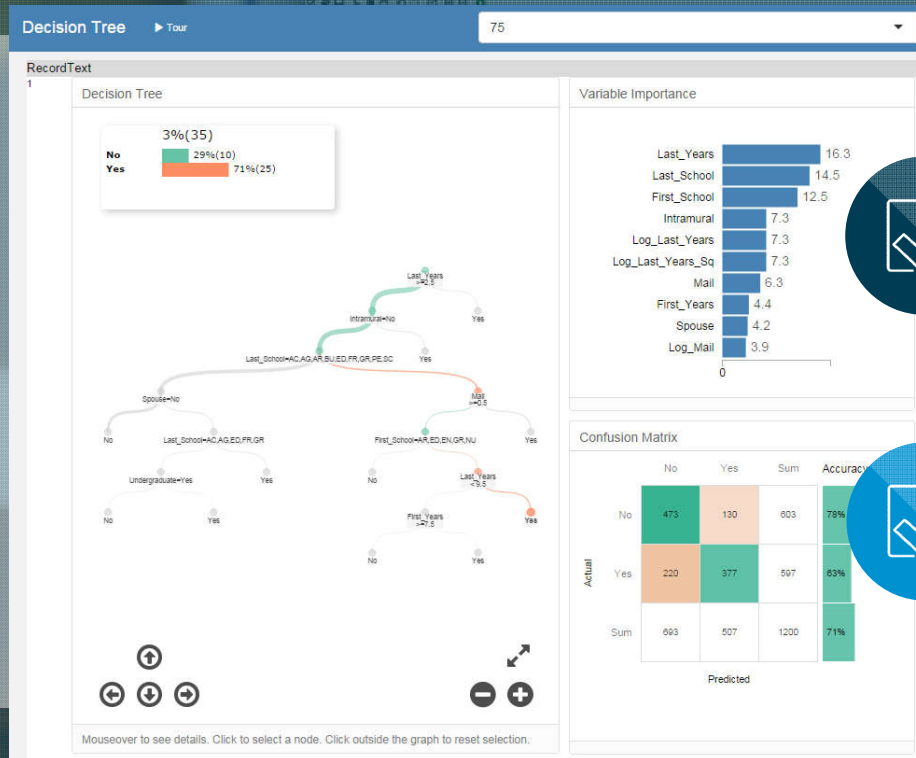 Decision Tree
Tour
75
RecordText
1
Decision Tree
3%(35)
No 29%(10)
Yes 71%(25)
Last_Years
>=2.5
Intramural=No
Yes
Last_School=AC,AG,AR,BU,ED,FR,GR,PE,SC
Yes
Spouse=No
Mail
>=0.5
No
Last_School=AC,AG,ED,FR,GR
First_School=AR,ED,EN,GR,NU
Yes
Undergraduate=Yes
Yes
No
Last_Years
<9.5
No
Yes
First_Years
>=7.5
Yes
No
Yes
Mouseover to see details. Click to select a node. Click outside the graph to reset selection.
Variable Importance
Last_Years 16.3
Last_School 14.5
First_School 12.5
Intramural 7.3
Log_Last_Years 7.3
Log_Last_Years_Sq 7.3
Mail 6.3
First_Years 4.4
Spouse 4.2
Log_Mail 3.9
0
Confusion Matrix
No Yes Sum Accuracy
No 473 130 603 78%
Actual
Yes 220 377 597 63%
Sum 693 507 1200 71%
Predicted